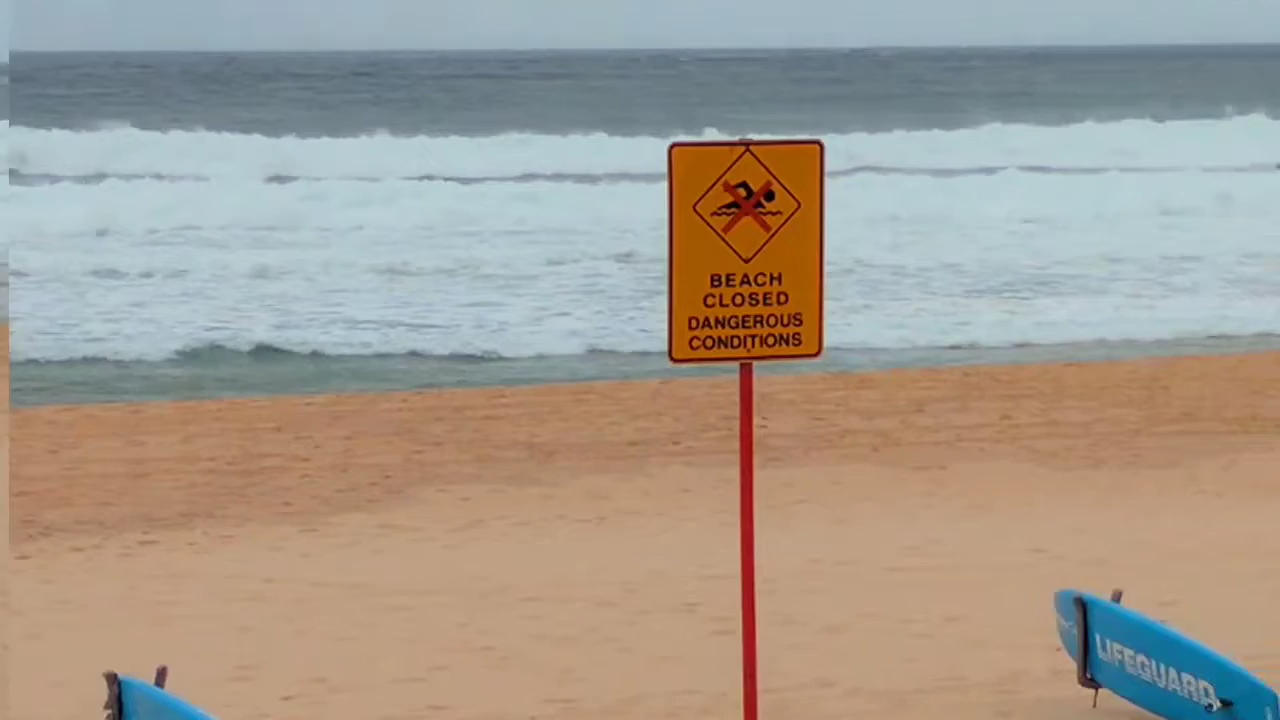 BEACH
CLOSED
DANGEROUS
CONDITIONS
LIFEGUARD